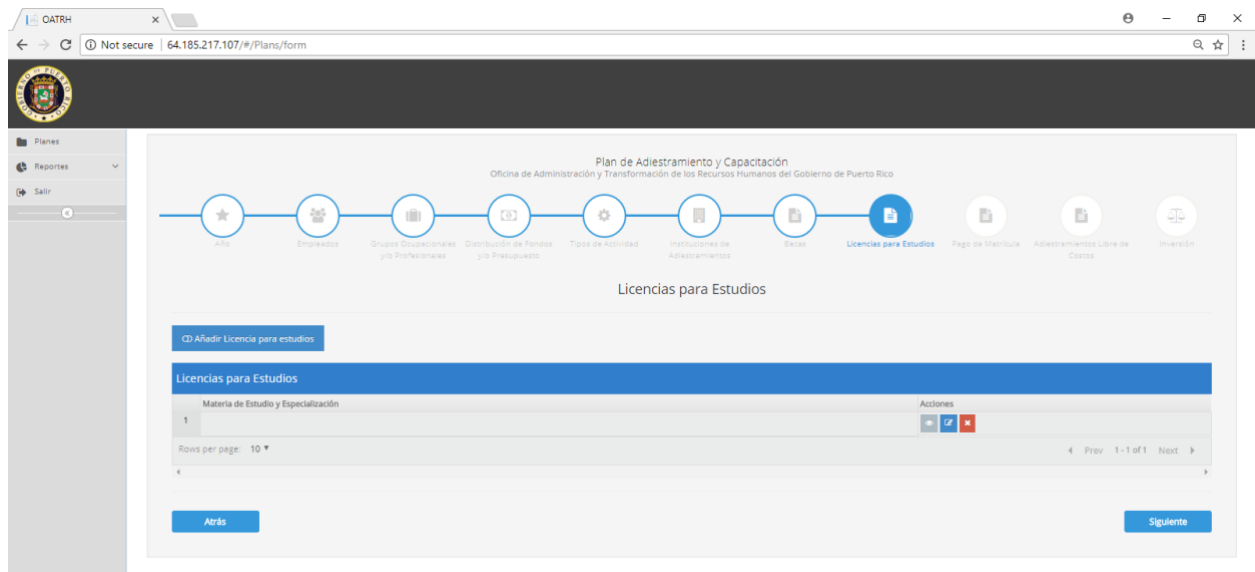 OATRH
Not secure | 64.185.217.107/#/Plans/form
GOBIERNO DE PUERTO RICO
Planes
Reportes
Salir
Plan de Adiestramiento y Capacitación
Oficina de Administración y Transformación de los Recursos Humanos del Gobierno de Puerto Rico
Año
Empleados
Grupos Ocupacionales
y/o Profesionales
Distribución de Fondos
y/o Presupuesto
Tipos de Actividad
Instituciones de
Adiestramientos
Becas
Licencias para Estudios
Pago de Matrícula
Adiestramientos Libre de
Costos
Inversión
Licencias para Estudios
Añadir Licencia para estudios
Licencias para Estudios
Materia de Estudio y Especialización
Acciones
1
Rows per page: 10
Prev 1 - 1 of 1 Next
Atrás
Siguiente